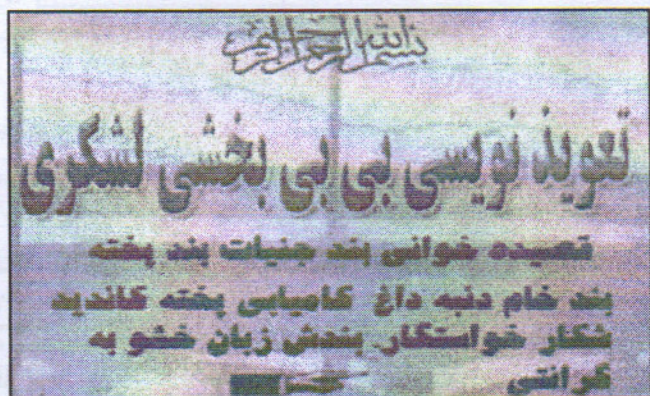 بسم الله الرحمن الرحیم
تعویذ نویسی بی بی بخشی لشکری
قصیده خوانی بند جنیات بند پخته
بند خام دنبه داغ کامیابی پخته کاندید
شکار خواستگار. بندش زبان خشو به
گرانتی